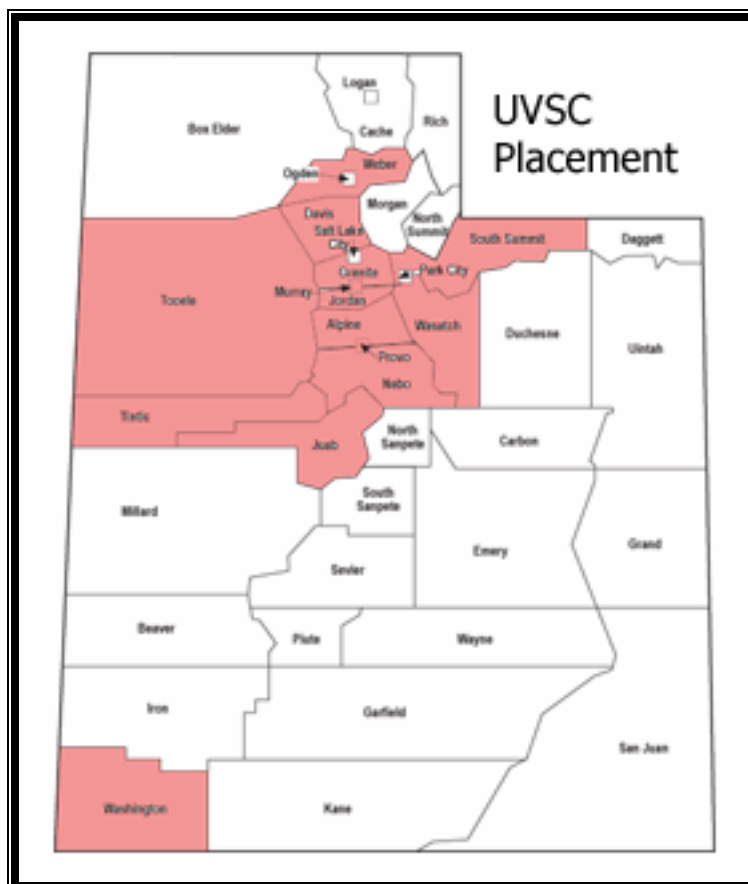 UVSC
Placement
Logan
Box Elder
Rich
Cache
Weber
Ogden
Morgan
Davis
North
Summit
Salt Lake
City
South Summit
Daggett
Granite
Park City
Tooele
Murray
Jordan
Alpine
Wasatch
Duchesne
Uintah
Provo
Nebo
Tintic
Juab
North
Sanpete
Carbon
South
Sanpete
Millard
Emery
Grand
Sevier
Beaver
Piute
Wayne
Iron
Garfield
San Juan
Washington
Kane